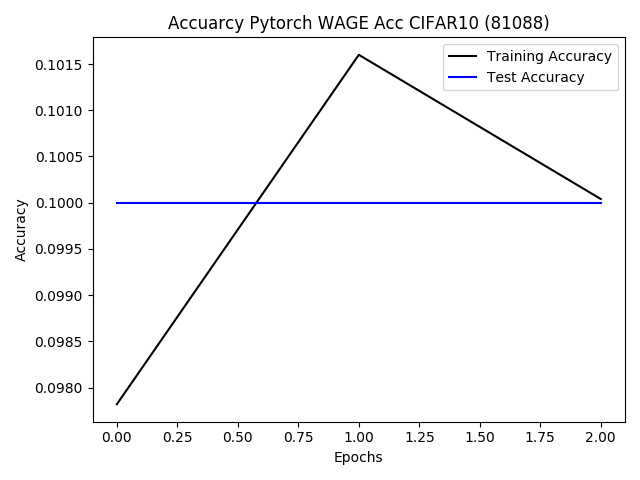 Accuarcy Pytorch WAGE Acc CIFAR10 (81088)
Training Accuracy
Test Accuracy
0.1015
0.1010
0.1005
0.1000
0.0995
0.0990
0.0985
0.0980
Accuracy
0.00 0.25 0.50 0.75 1.00 1.25 1.50 1.75 2.00
Epochs